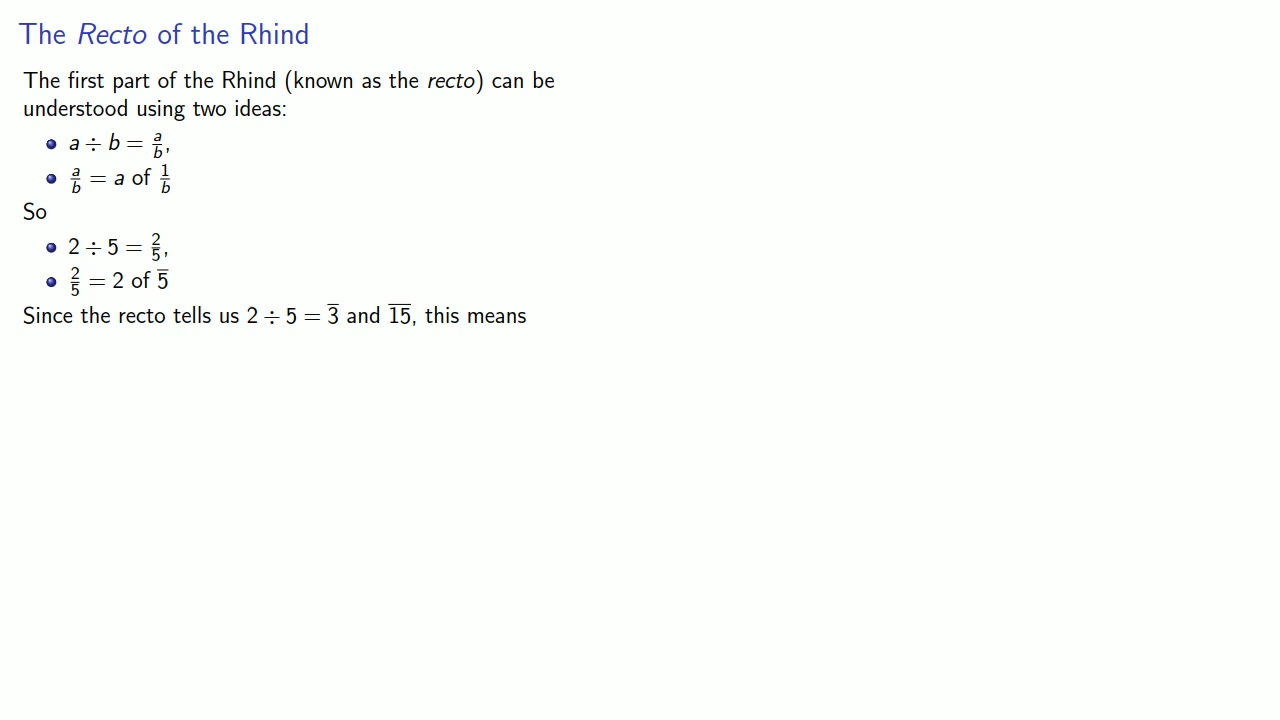 The Recto of the Rhind
The first part of the Rhind (known as the recto) can be
understood using two ideas:
• a ÷ b = a/b,
• a/b = a of 1/b
So
• 2 ÷ 5 = 2/5,
• 2/5 = 2 of 5̅
Since the recto tells us 2 ÷ 5 = 3̅ and 1̅5̅, this means